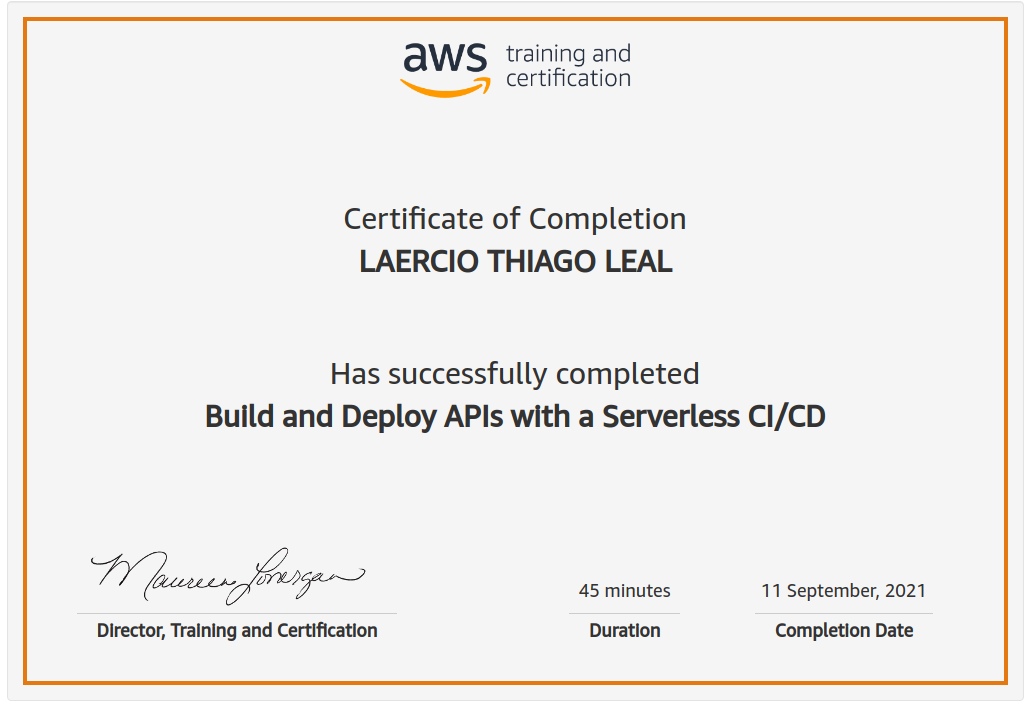 aws training and
certification
Certificate of Completion
LAERCIO THIAGO LEAL
Has successfully completed
Build and Deploy APIs with a Serverless CI/CD
Maureen Lonergan
45 minutes
11 September, 2021
Director, Training and Certification
Duration
Completion Date